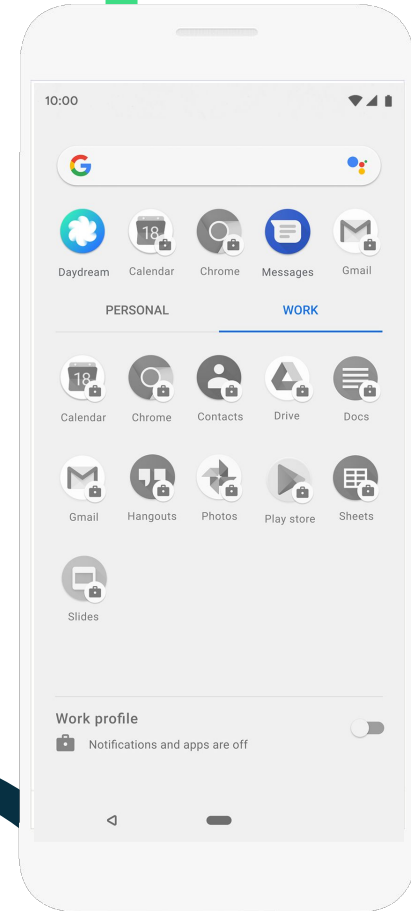 10:00
Daydream Calendar Chrome Messages Gmail
PERSONAL WORK
18
Calendar Chrome Contacts Drive Docs
Gmail Hangouts Photos Play store Sheets
Slides
Work profile
Notifications and apps are off